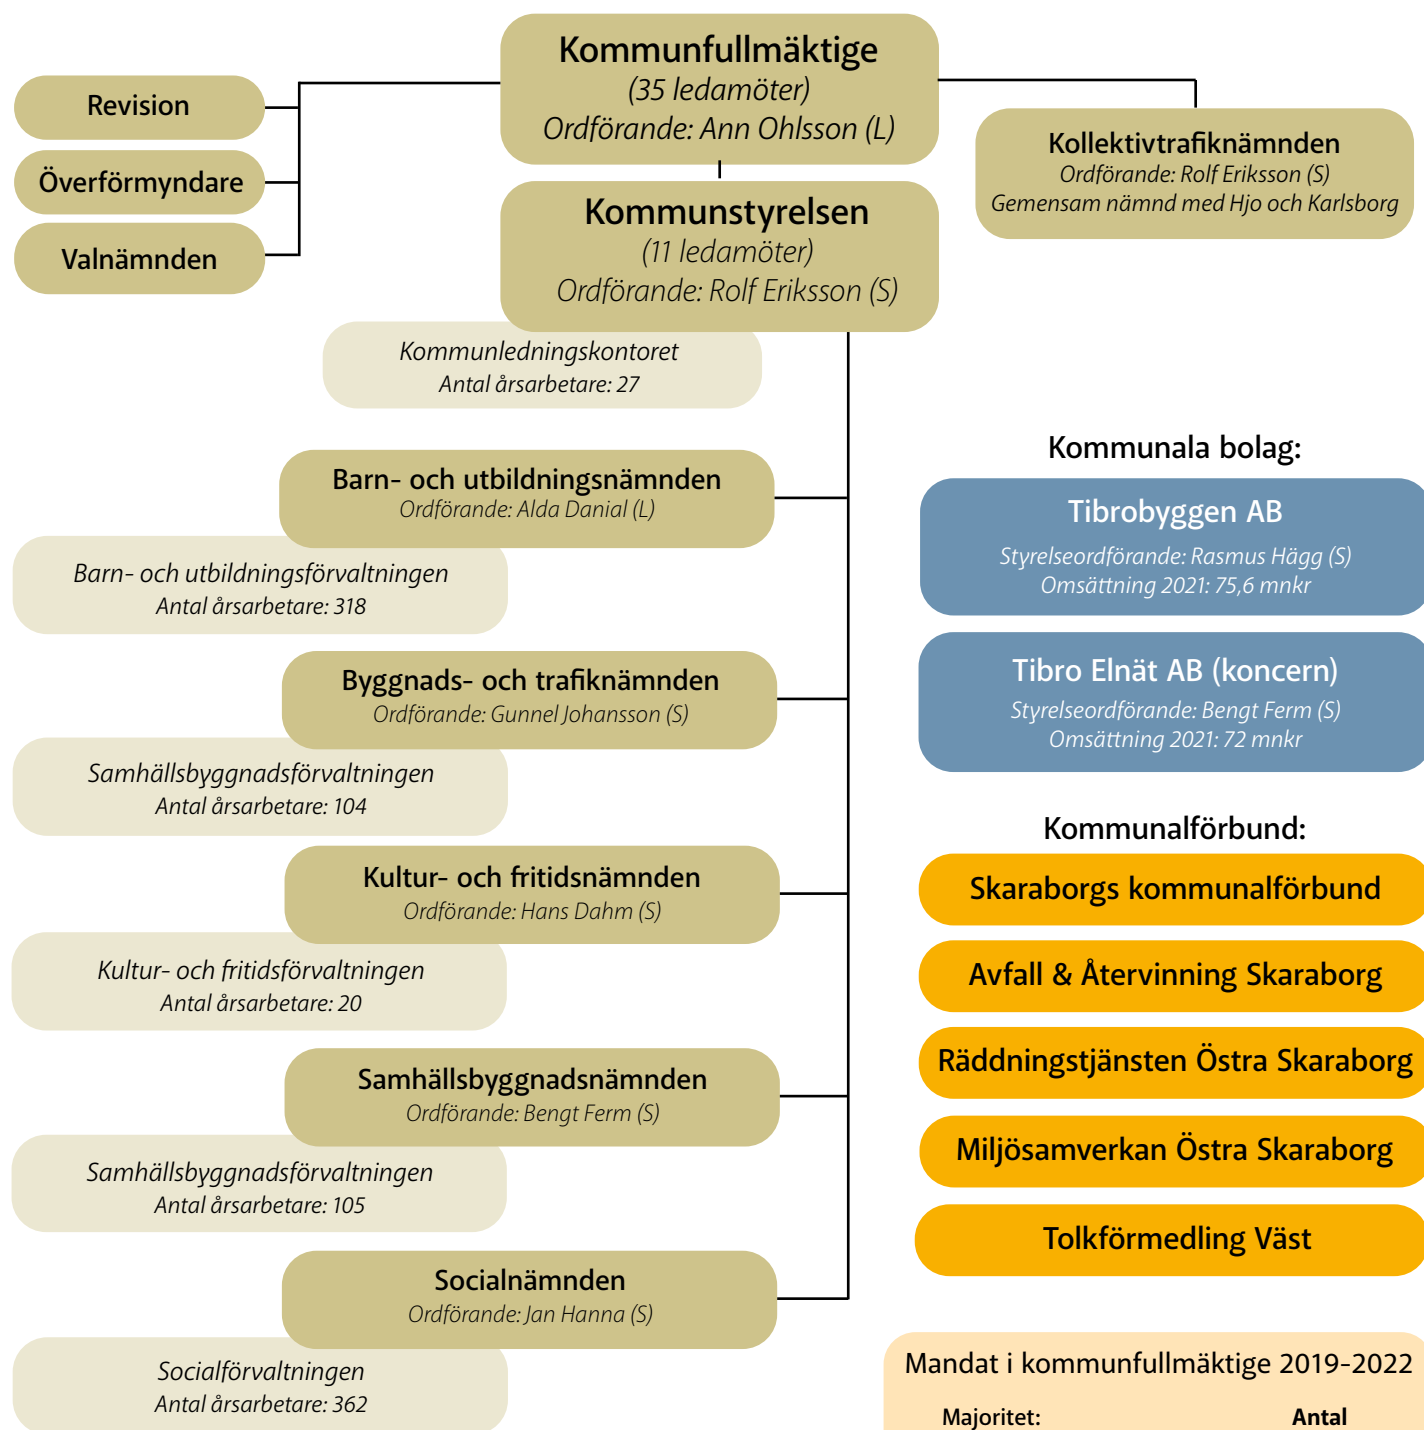 Kommunfullmäktige
(35 ledamöter)
Ordförande: Ann Ohlsson (L)
Revision
Överförmyndare
Valnämnden
Kollektivtrafiknämnden
Ordförande: Rolf Eriksson (S)
Gemensam nämnd med Hjo och Karlsborg
Kommunstyrelsen
(11 ledamöter)
Ordförande: Rolf Eriksson (S)
Kommunledningskontoret
Antal årsarbetare: 27
Barn- och utbildningsnämnden
Ordförande: Alda Danial (L)
Barn- och utbildningsförvaltningen
Antal årsarbetare: 318
Byggnads- och trafiknämnden
Ordförande: Gunnel Johansson (S)
Samhällsbyggnadsförvaltningen
Antal årsarbetare: 104
Kultur- och fritidsnämnden
Ordförande: Hans Dahm (S)
Kultur- och fritidsförvaltningen
Antal årsarbetare: 20
Samhällsbyggnadsnämnden
Ordförande: Bengt Ferm (S)
Samhällsbyggnadsförvaltningen
Antal årsarbetare: 105
Socialnämnden
Ordförande: Jan Hanna (S)
Socialförvaltningen
Antal årsarbetare: 362
Kommunala bolag:
Tibrobyggen AB
Styrelseordförande: Rasmus Hägg (S)
Omsättning 2021: 75,6 mnkr
Tibro Elnät AB (koncern)
Styrelseordförande: Bengt Ferm (S)
Omsättning 2021: 72 mnkr
Kommunalförbund:
Skaraborgs kommunalförbund
Avfall & Återvinning Skaraborg
Räddningstjänsten Östra Skaraborg
Miljösamverkan Östra Skaraborg
Tolkförmedling Väst
Mandat i kommunfullmäktige 2019-2022
Majoritet: Antal